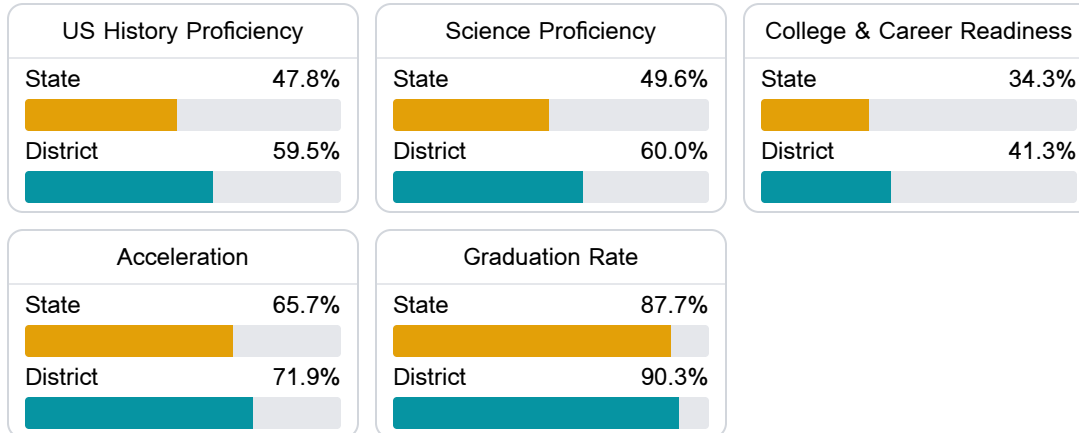 US History Proficiency
State 47.8%
District 59.5%
Science Proficiency
State 49.6%
District 60.0%
College & Career Readiness
State 34.3%
District 41.3%
Acceleration
State 65.7%
District 71.9%
Graduation Rate
State 87.7%
District 90.3%